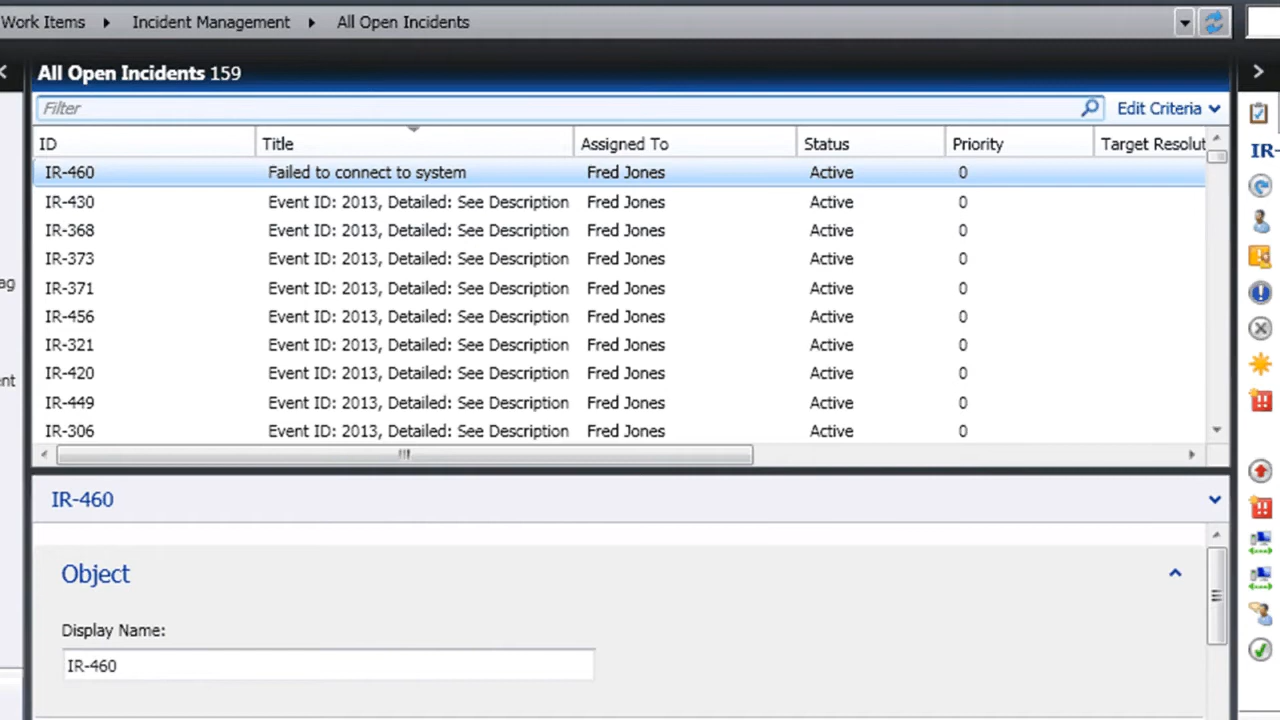 Work Items ▸ Incident Management ▸ All Open Incidents
All Open Incidents 159
Filter Edit Criteria
ID Title Assigned To Status Priority Target Resolut
IR-
IR-460 Failed to connect to system Fred Jones Active 0
IR-430 Event ID: 2013, Detailed: See Description Fred Jones Active 0
IR-368 Event ID: 2013, Detailed: See Description Fred Jones Active 0
IR-373 Event ID: 2013, Detailed: See Description Fred Jones Active 0
ag
IR-371 Event ID: 2013, Detailed: See Description Fred Jones Active 0
IR-456 Event ID: 2013, Detailed: See Description Fred Jones Active 0
IR-321 Event ID: 2013, Detailed: See Description Fred Jones Active 0
IR-420 Event ID: 2013, Detailed: See Description Fred Jones Active 0
ent
IR-449 Event ID: 2013, Detailed: See Description Fred Jones Active 0
IR-306 Event ID: 2013, Detailed: See Description Fred Jones Active 0
IR-460
Object
Display Name:
IR-460